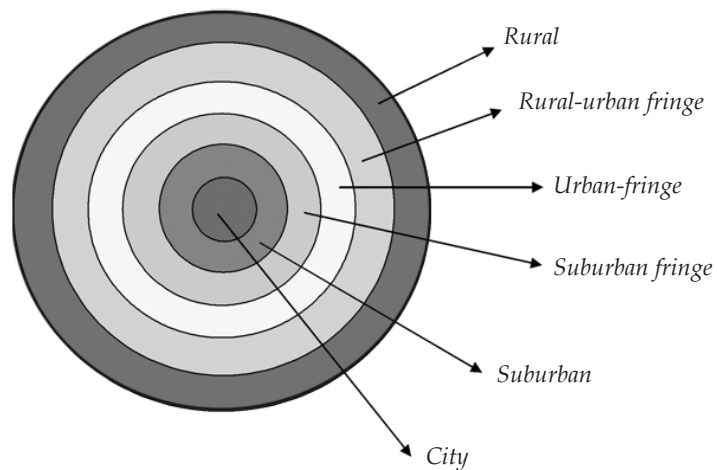 Rural
Rural-urban fringe
Urban-fringe
Suburban fringe
Suburban
City